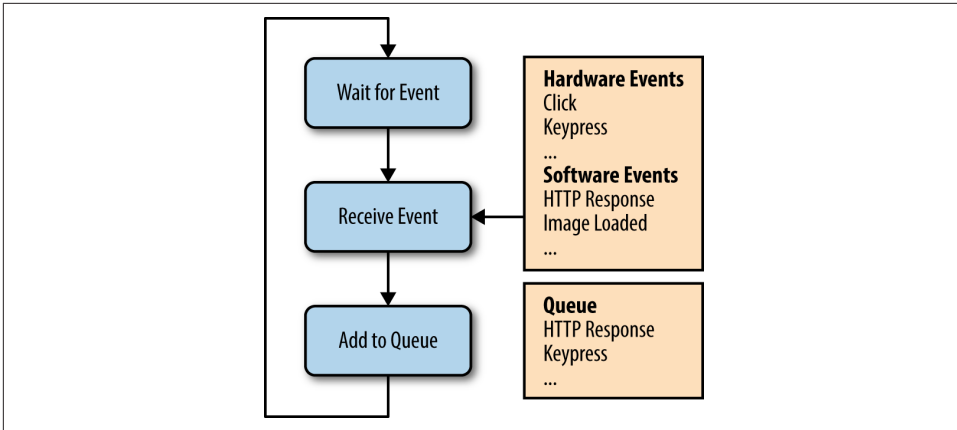 Wait for Event
Receive Event
Add to Queue
Hardware Events
Click
Keypress
...
Software Events
HTTP Response
Image Loaded
...
Queue
HTTP Response
Keypress
...